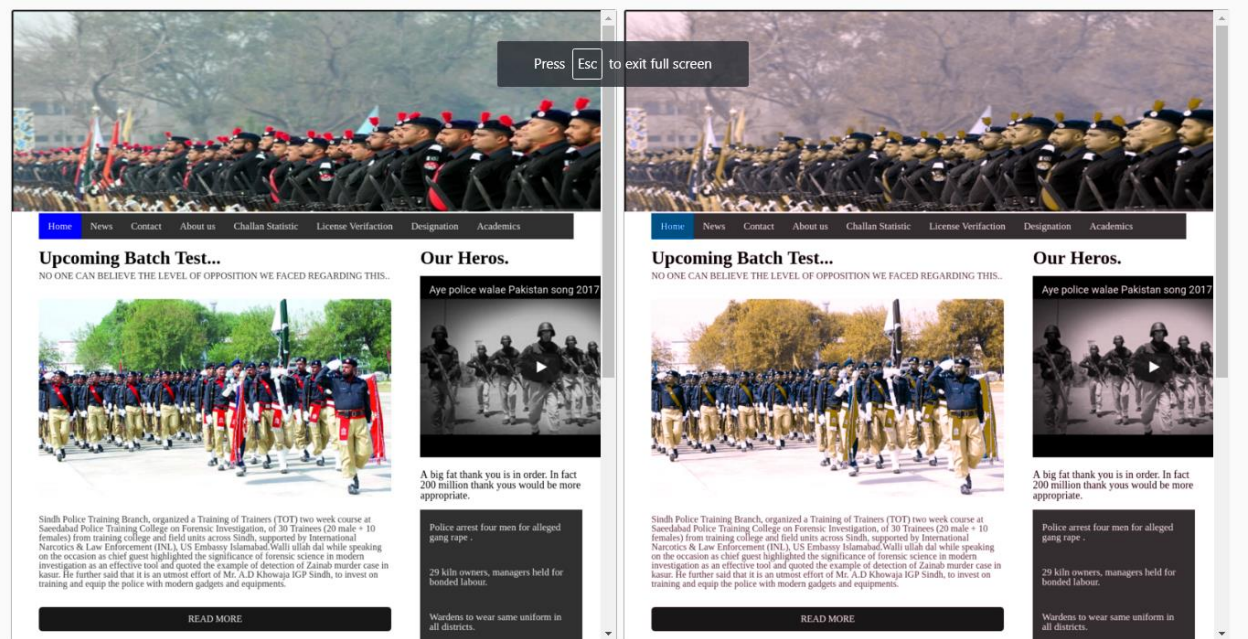 Press Esc to exit full screen
Home News Contact About us Challan Statistic License Verifaction Designation Academics
Upcoming Batch Test...
NO ONE CAN BELIEVE THE LEVEL OF OPPOSITION WE FACED REGARDING THIS..
Sindh Police Training Branch, organized a Training of Trainers (TOT) two week course at
Saeedabad Police Training College on Forensic Investigation, of 30 Trainees (20 male + 10
females) from training college and field units across Sindh, supported by International
Narcotics & Law Enforcement (INL), US Embassy Islamabad.Walli ullah dal while speaking
on the occasion as chief guest highlighted the significance of forensic science in modern
investigation as an effective tool and quoted the example of detection of Zainab murder case in
kasur. He further said that it is an utmost effort of Mr. A.D Khowaja IGP Sindh, to invest on
training and equip the police with modern gadgets and equipments.
READ MORE
Our Heros.
Aye police walae Pakistan song 2017
A big fat thank you is in order. In fact
200 million thank yous would be more
appropriate.
Police arrest four men for alleged
gang rape .
29 kiln owners, managers held for
bonded labour.
Wardens to wear same uniform in
all districts.
Home News Contact About us Challan Statistic License Verifaction Designation Academics
Upcoming Batch Test...
NO ONE CAN BELIEVE THE LEVEL OF OPPOSITION WE FACED REGARDING THIS..
Sindh Police Training Branch, organized a Training of Trainers (TOT) two week course at
Saeedabad Police Training College on Forensic Investigation, of 30 Trainees (20 male + 10
females) from training college and field units across Sindh, supported by International
Narcotics & Law Enforcement (INL), US Embassy Islamabad.Walli ullah dal while speaking
on the occasion as chief guest highlighted the significance of forensic science in modern
investigation as an effective tool and quoted the example of detection of Zainab murder case in
kasur. He further said that it is an utmost effort of Mr. A.D Khowaja IGP Sindh, to invest on
training and equip the police with modern gadgets and equipments.
READ MORE
Our Heros.
Aye police walae Pakistan song 2017
A big fat thank you is in order. In fact
200 million thank yous would be more
appropriate.
Police arrest four men for alleged
gang rape .
29 kiln owners, managers held for
bonded labour.
Wardens to wear same uniform in
all districts.